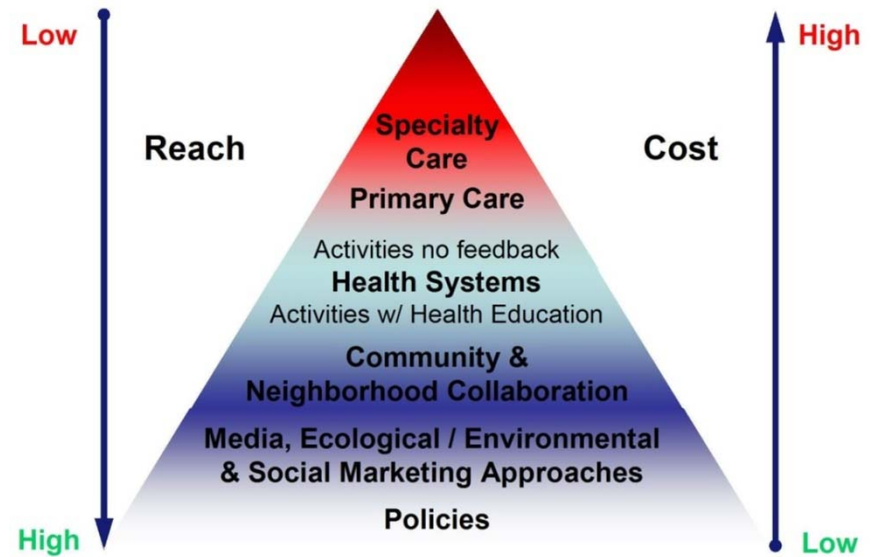 Low
High
Reach
Cost
Specialty
Care
Primary Care
Activities no feedback
Health Systems
Activities w/ Health Education
Community &
Neighborhood Collaboration
Media, Ecological / Environmental
& Social Marketing Approaches
Policies
High
Low